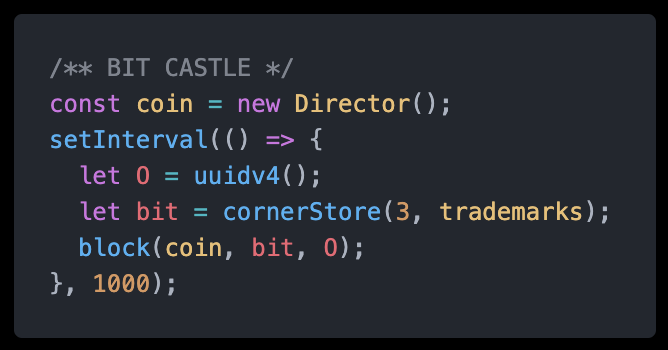 /** BIT CASTLE */
const coin = new Director();
setInterval(() => {
  let O = uuidv4();
  let bit = cornerStore(3, trademarks);
  block(coin, bit, O);
}, 1000);